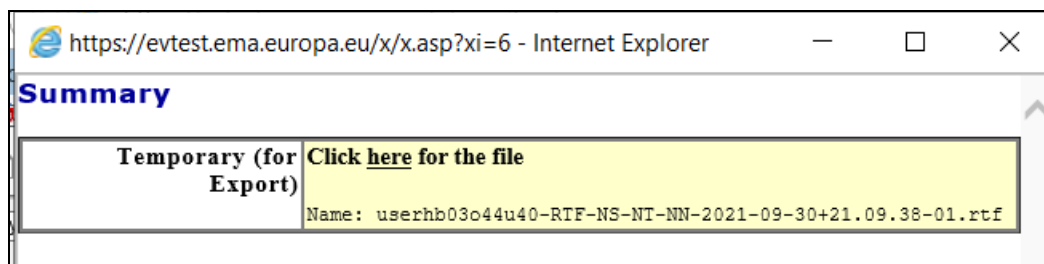 https://evtest.ema.europa.eu/x/x.asp?xi=6 - Internet Explorer
Summary
Temporary (for Export)
Click here for the file
Name: userhb03o44u40-RTF-NS-NT-NN-2021-09-30+21.09.38-01.rtf